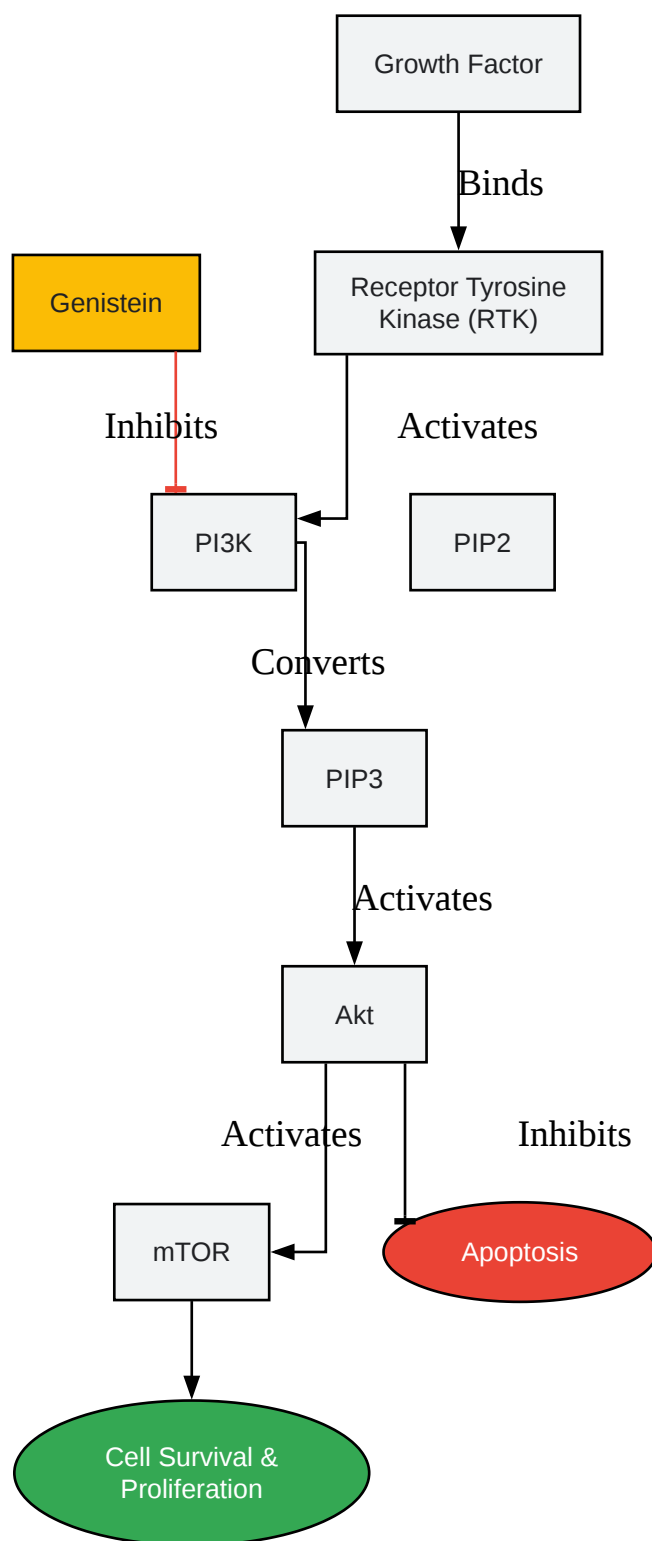 Growth Factor
Binds
Genistein
Receptor Tyrosine
Kinase (RTK)
Inhibits
Activates
PI3K
PIP2
Converts
PIP3
Activates
Akt
Activates
Inhibits
mTOR
Apoptosis
Cell Survival &
Proliferation